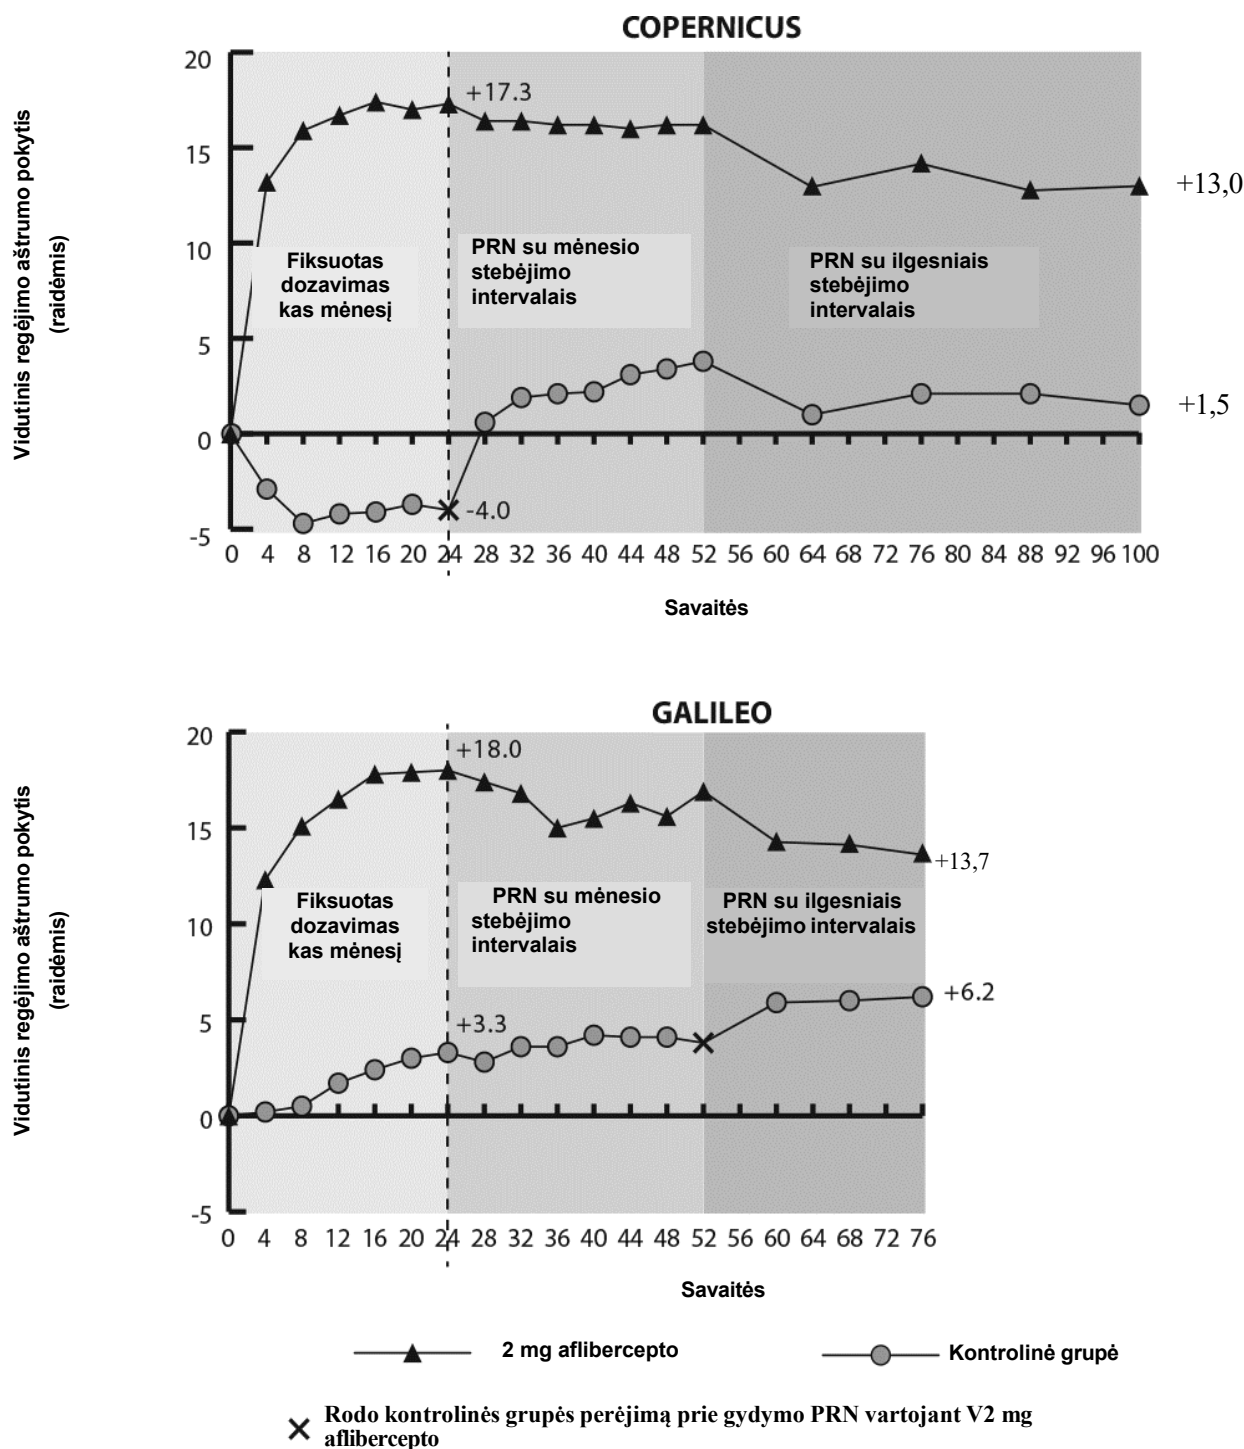 COPERNICUS
Vidutinis regėjimo aštrumo pokytis
(raidėmis)
20
15
10
5
0
-5
+17.3
+13,0
Fiksuotas
dozavimas
kas mėnesį
PRN su mėnesio
stebėjimo
intervalais
PRN su ilgesniais
stebėjimo
intervalais
+1,5
-4.0
0 4 8 12 16 20 24 28 32 36 40 44 48 52 56 60 64 68 72 76 80 84 88 92 96 100
Savaitės
GALILEO
Vidutinis regėjimo aštrumo pokytis
(raidėmis)
20
15
10
5
0
-5
+18.0
+13,7
Fiksuotas
dozavimas
kas mėnesį
PRN su mėnesio
stebėjimo
intervalais
PRN su ilgesniais
stebėjimo intervalais
+3.3
+6.2
0 4 8 12 16 20 24 28 32 36 40 44 48 52 56 60 64 68 72 76
Savaitės
2 mg aflibercepto
Kontrolinė grupė
Rodo kontrolinės grupės perėjimą prie gydymo PRN vartojant V2 mg
aflibercepto